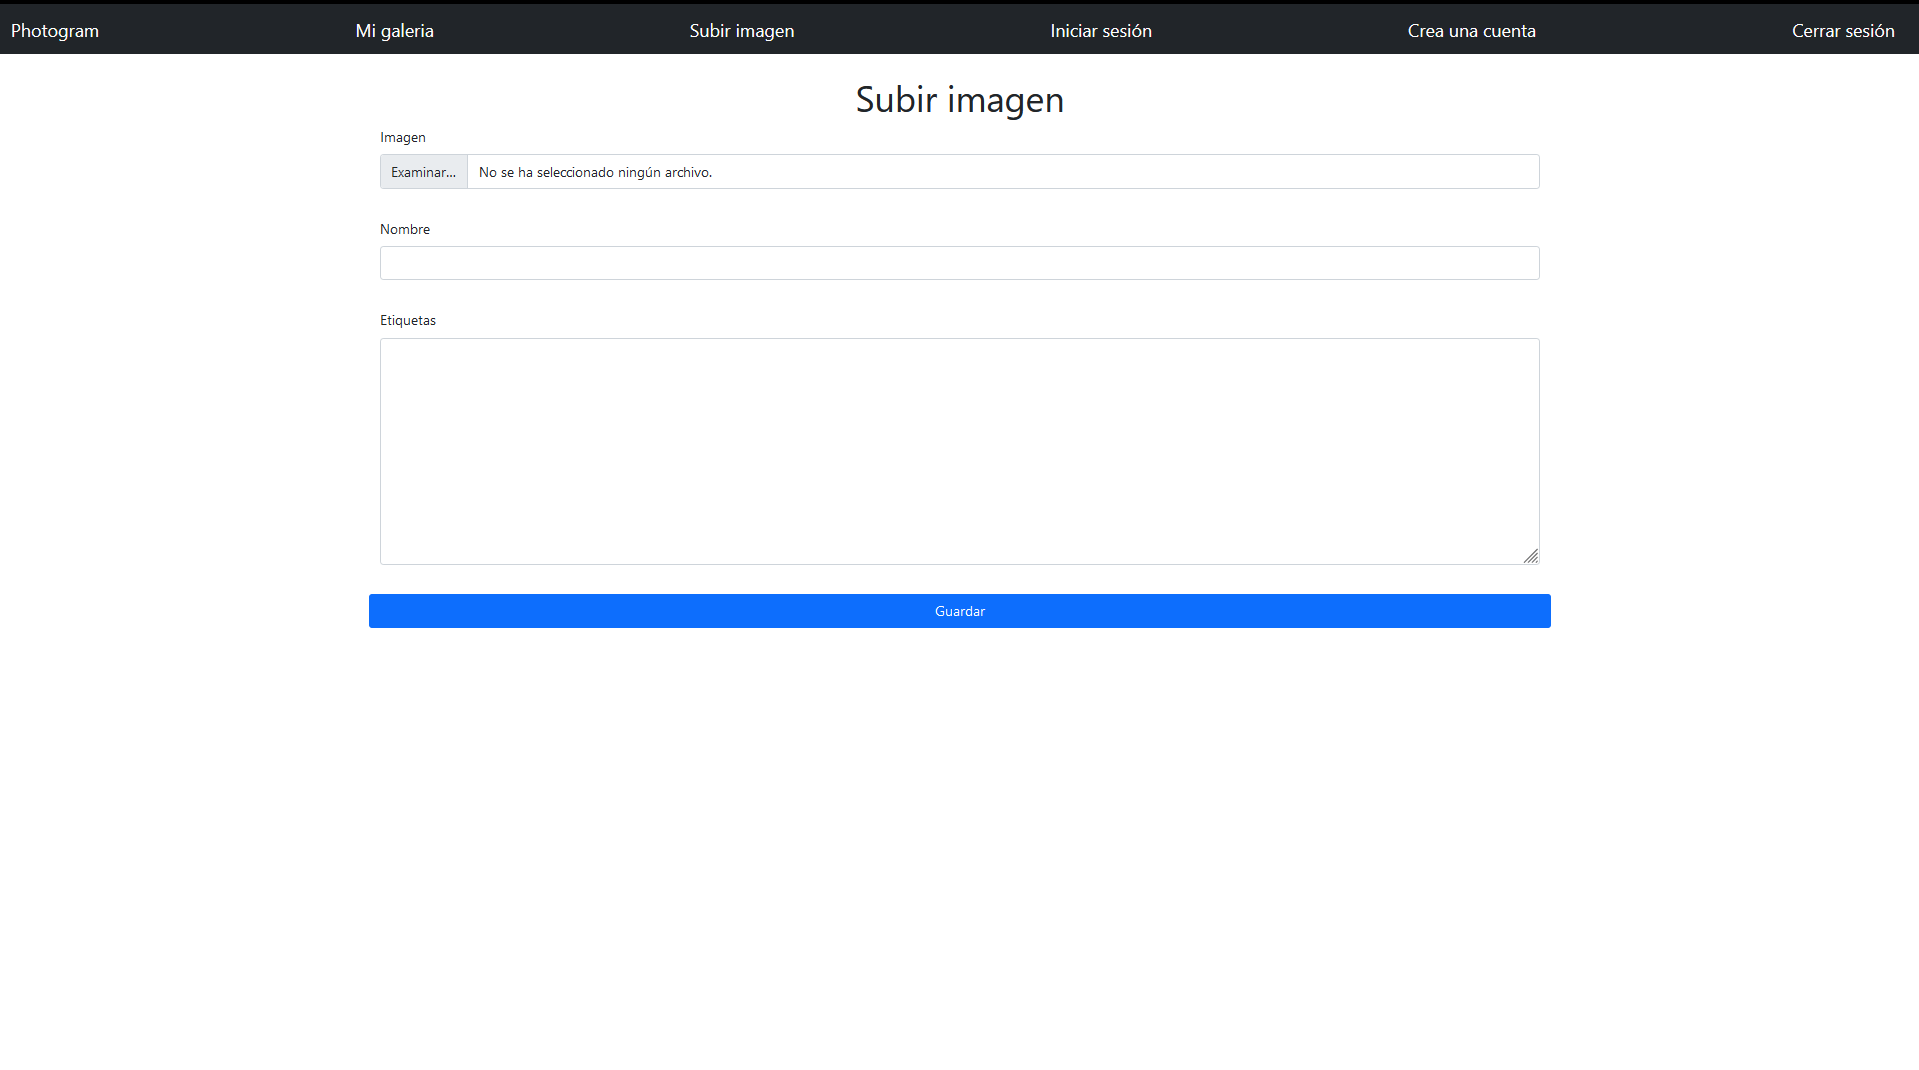 Photogram Mi galeria Subir imagen Iniciar sesión Crea una cuenta Cerrar sesión
Subir imagen
Imagen
Examinar... No se ha seleccionado ningún archivo.
Nombre
Etiquetas
Guardar